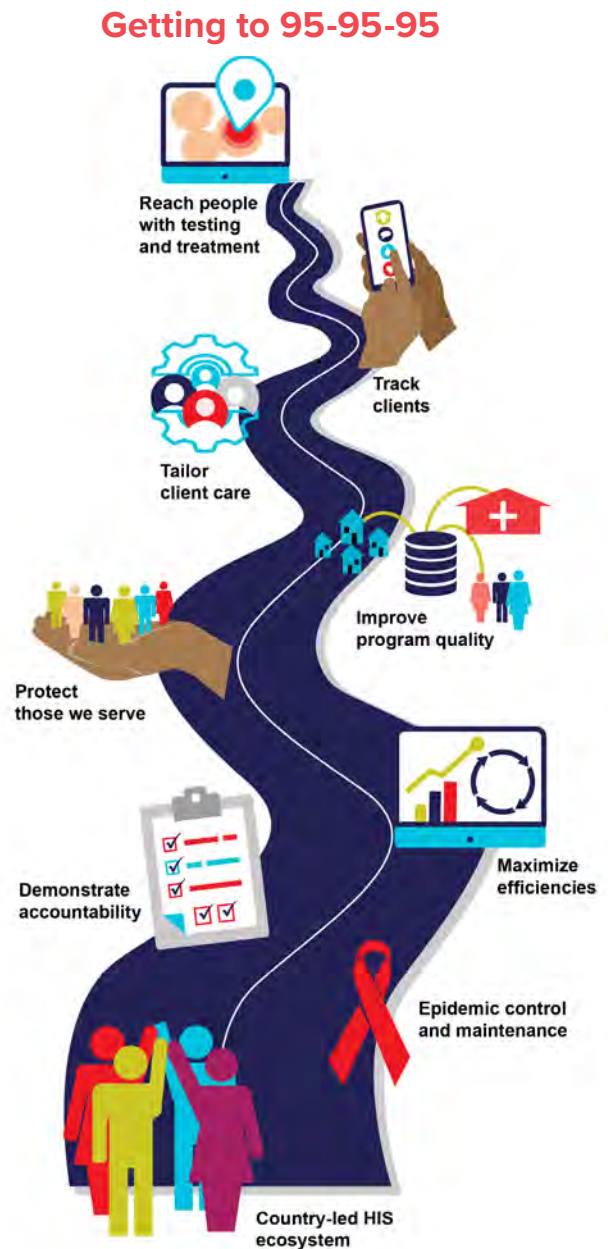 Getting to 95-95-95
Reach people
with testing
and treatment
Track
clients
Tailor
client care
Improve
program quality
Protect
those we serve
Maximize
efficiencies
Demonstrate
accountability
Epidemic control
and maintenance
Country-led HIS
ecosystem